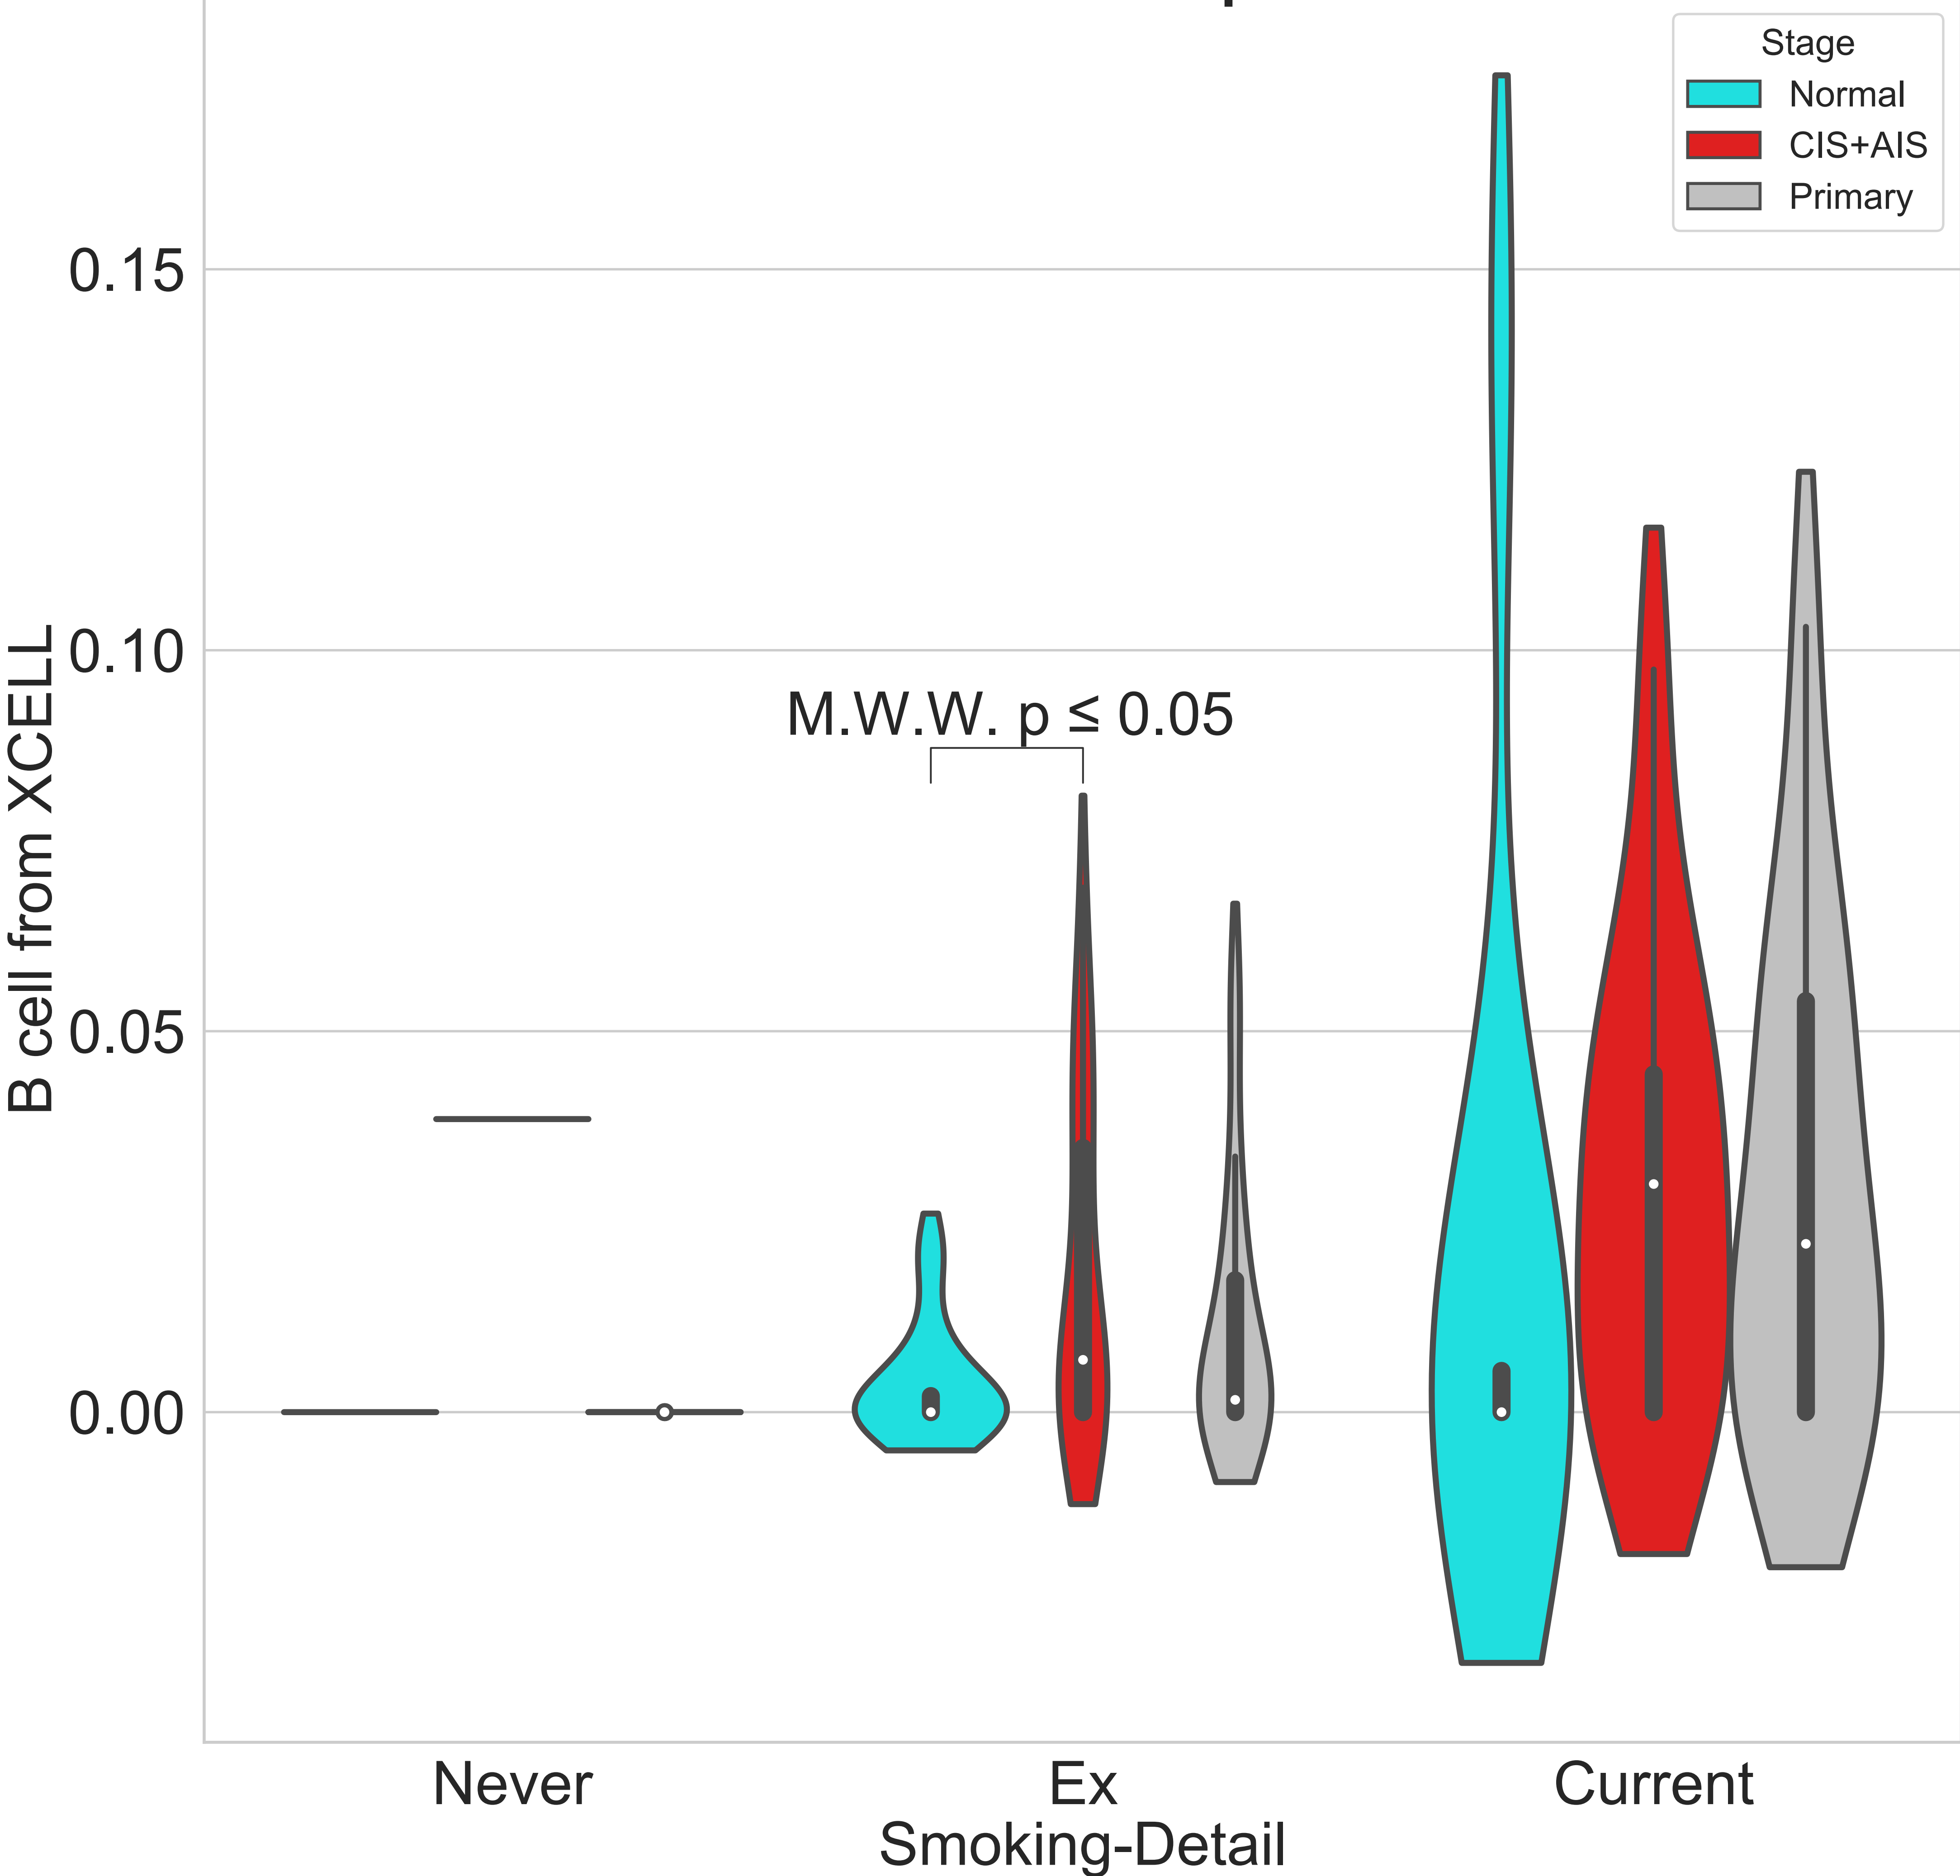 Stage
Normal
CIS+AIS
Primary
0.15
0.10
0.05
0.00
B cell from XCELL
M.W.W. p ≤ 0.05
Never
Ex
Current
Smoking-Detail